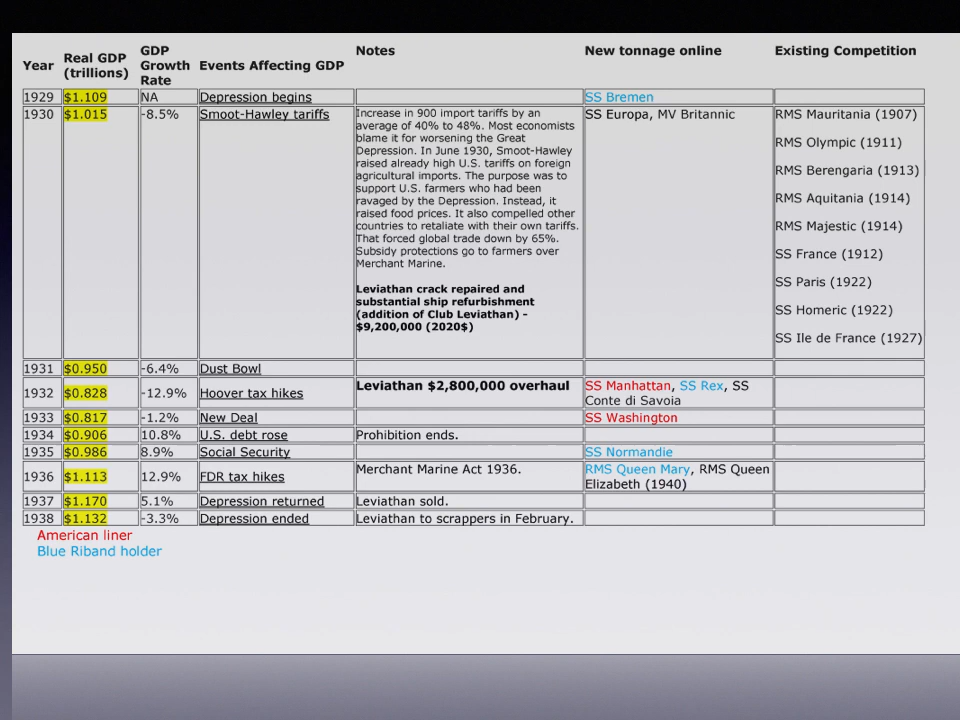 Year Real GDP (trillions) GDP Growth Rate Events Affecting GDP Notes New tonnage online Existing Competition
1929 $1.109 NA Depression begins SS Bremen
1930 $1.015 -8.5% Smoot-Hawley tariffs
Increase in 900 import tariffs by an
average of 40% to 48%. Most economists
blame it for worsening the Great
Depression. In June 1930, Smoot-Hawley
raised already high U.S. tariffs on foreign
agricultural imports. The purpose was to
support U.S. farmers who had been
ravaged by the Depression. Instead, it
raised food prices. It also compelled other
countries to retaliate with their own tariffs.
That forced global trade down by 65%.
Subsidy protections go to farmers over
Merchant Marine.
Leviathan crack repaired and
substantial ship refurbishment
(addition of Club Leviathan) -
$9,200,000 (2020$)
SS Europa, MV Britannic
RMS Mauritania (1907)
RMS Olympic (1911)
RMS Berengaria (1913)
RMS Aquitania (1914)
RMS Majestic (1914)
SS France (1912)
SS Paris (1922)
SS Homeric (1922)
SS Ile de France (1927)
1931 $0.950 -6.4% Dust Bowl
1932 $0.828 -12.9% Hoover tax hikes Leviathan $2,800,000 overhaul SS Manhattan, SS Rex, SS
Conte di Savoia
1933 $0.817 -1.2% New Deal SS Washington
1934 $0.906 10.8% U.S. debt rose Prohibition ends.
1935 $0.986 8.9% Social Security SS Normandie
1936 $1.113 12.9% FDR tax hikes Merchant Marine Act 1936. RMS Queen Mary, RMS Queen
Elizabeth (1940)
1937 $1.170 5.1% Depression returned Leviathan sold.
1938 $1.132 -3.3% Depression ended Leviathan to scrappers in February.
American liner
Blue Riband holder